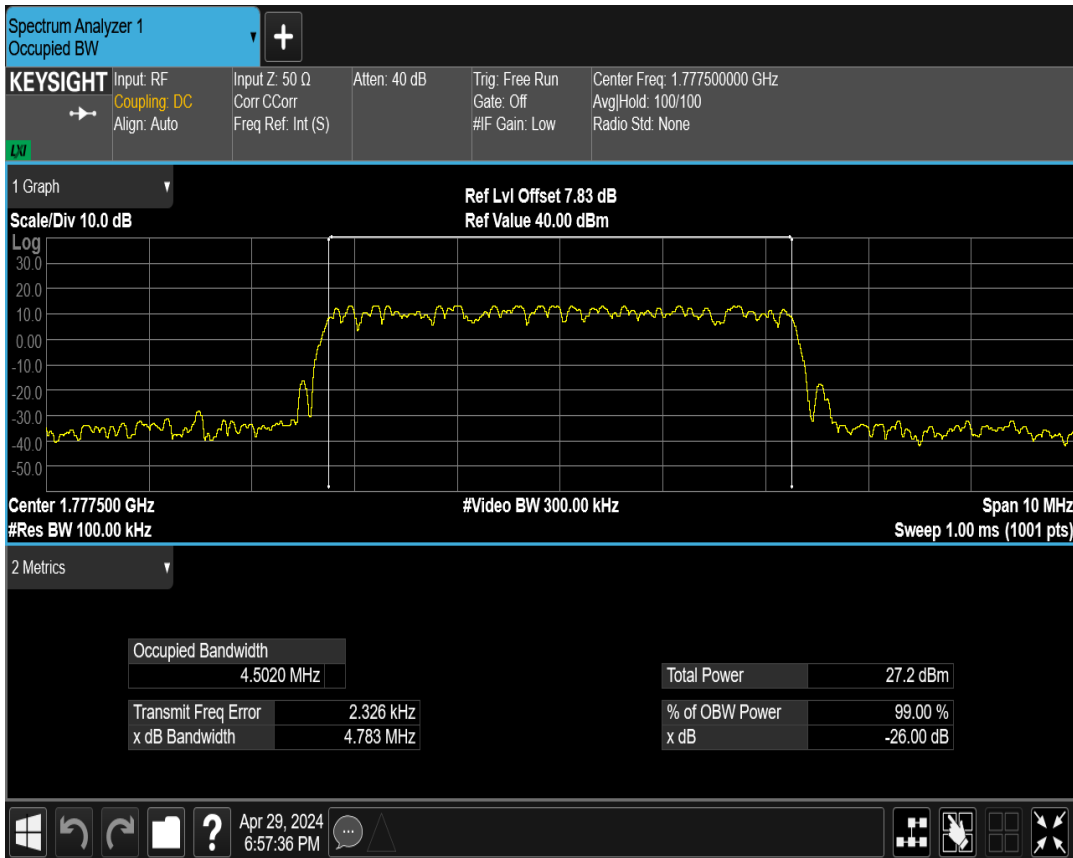 Spectrum Analyzer 1
Occupied BW
+
KEYSIGHT
LXI
Input: RF
Coupling: DC
Align: Auto
Input Z: 50 Ω
Corr CCorr
Freq Ref: Int (S)
Atten: 40 dB
Trig: Free Run
Gate: Off
#IF Gain: Low
Center Freq: 1.777500000 GHz
Avg|Hold: 100/100
Radio Std: None
1 Graph
Scale/Div 10.0 dB
Ref Lvl Offset 7.83 dB
Ref Value 40.00 dBm
Log
30.0
20.0
10.0
0.00
-10.0
-20.0
-30.0
-40.0
-50.0
Center 1.777500 GHz
#Res BW 100.00 kHz
#Video BW 300.00 kHz
Span 10 MHz
Sweep 1.00 ms (1001 pts)
2 Metrics
Occupied Bandwidth
4.5020 MHz
Transmit Freq Error 2.326 kHz
x dB Bandwidth 4.783 MHz
Total Power 27.2 dBm
% of OBW Power 99.00 %
x dB -26.00 dB
?
Apr 29, 2024
6:57:36 PM